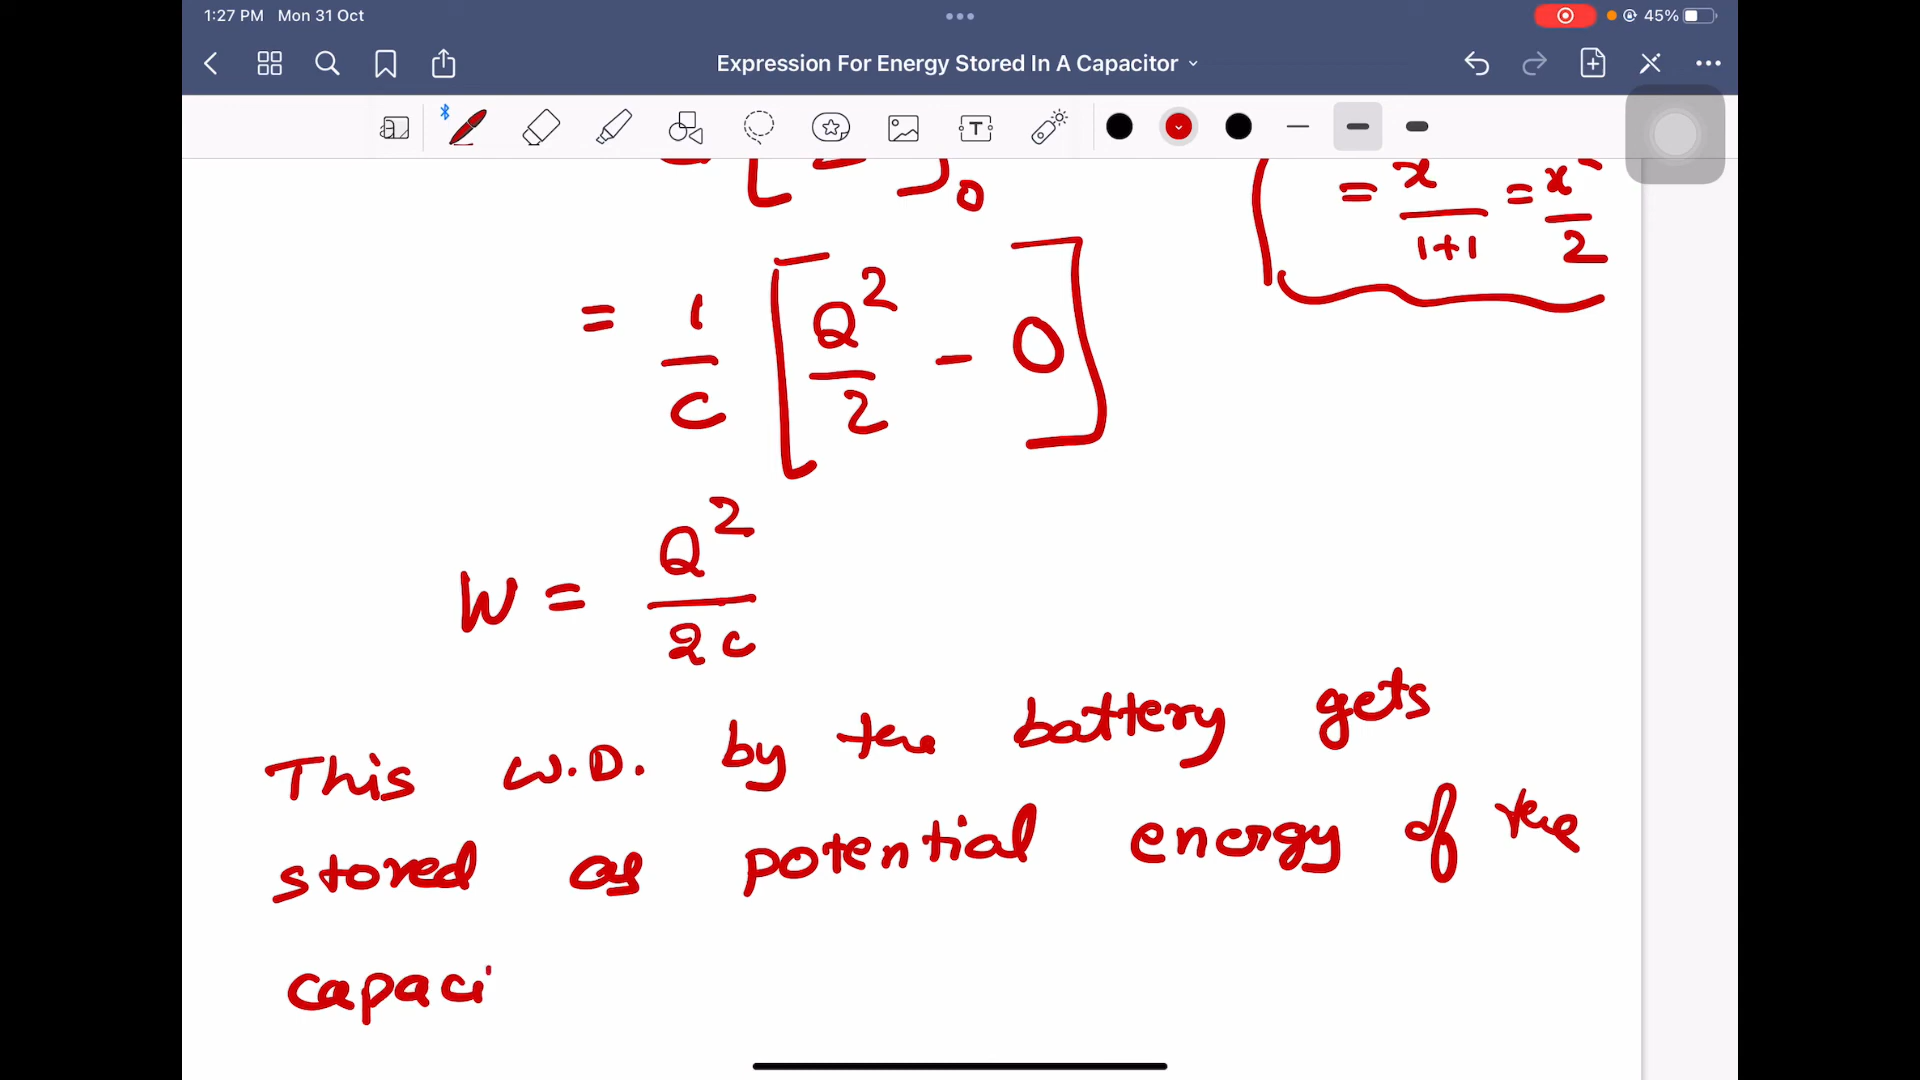 1:27 PM Mon 31 Oct
45%
Expression For Energy Stored In A Capacitor
= x/1+1 = x²/2
= 1/C [Q²/2 - 0]
W = Q²/2C
This W.D. by the battery gets
stored as potential energy of the
capaci